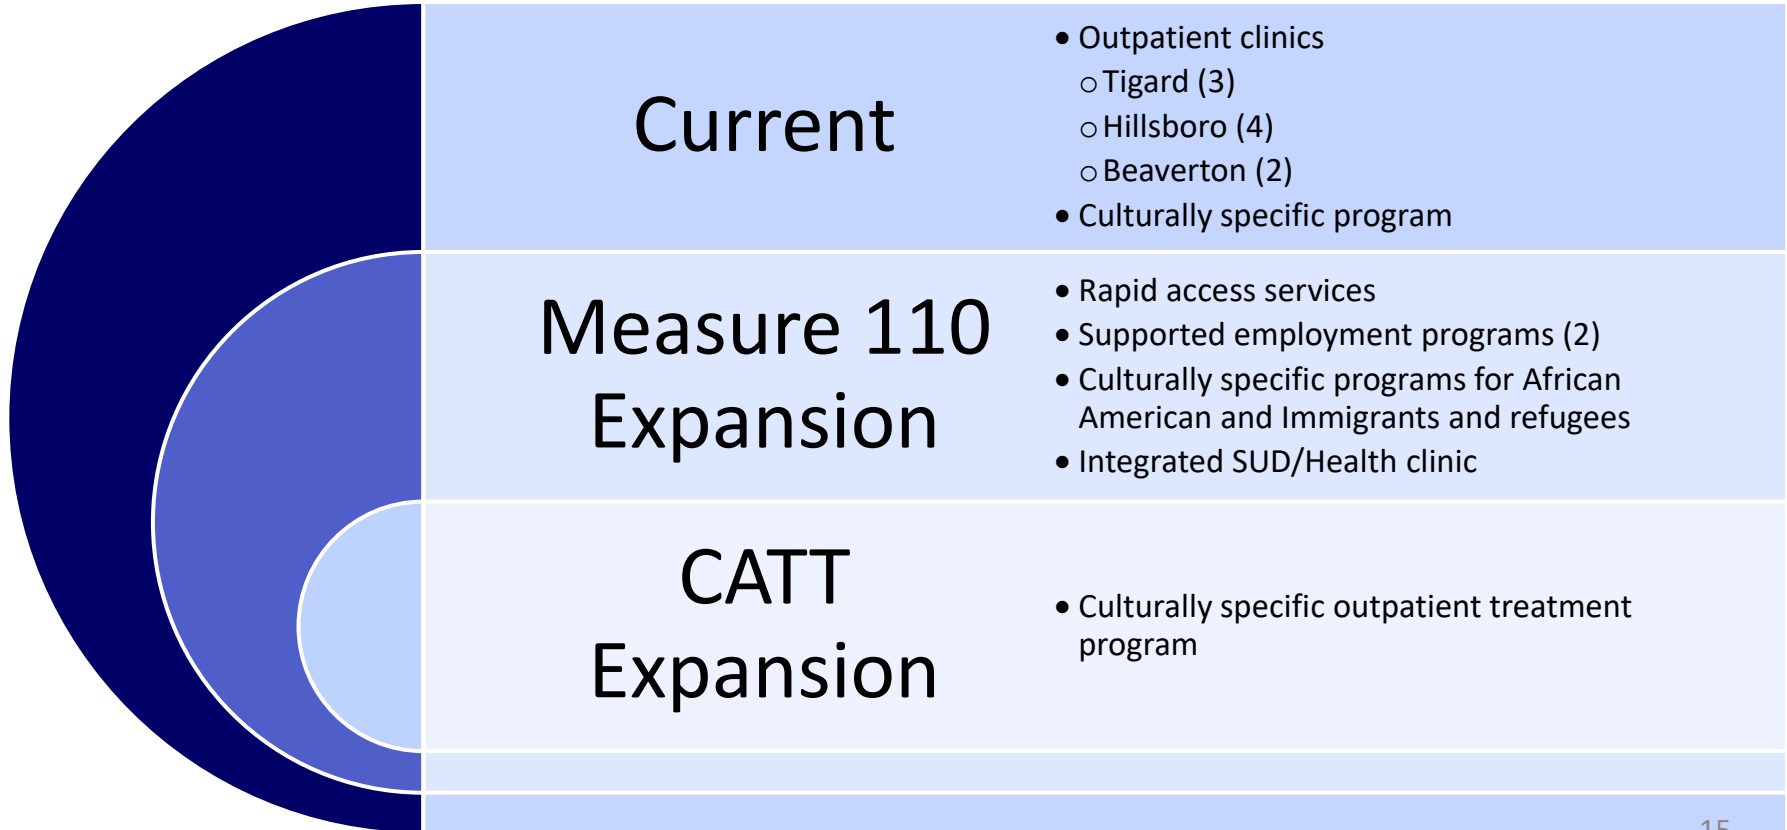 Current
• Outpatient clinics
o Tigard (3)
o Hillsboro (4)
o Beaverton (2)
• Culturally specific program
Measure 110
Expansion
• Rapid access services
• Supported employment programs (2)
• Culturally specific programs for African
American and Immigrants and refugees
• Integrated SUD/Health clinic
CATT
Expansion
• Culturally specific outpatient treatment
program
15